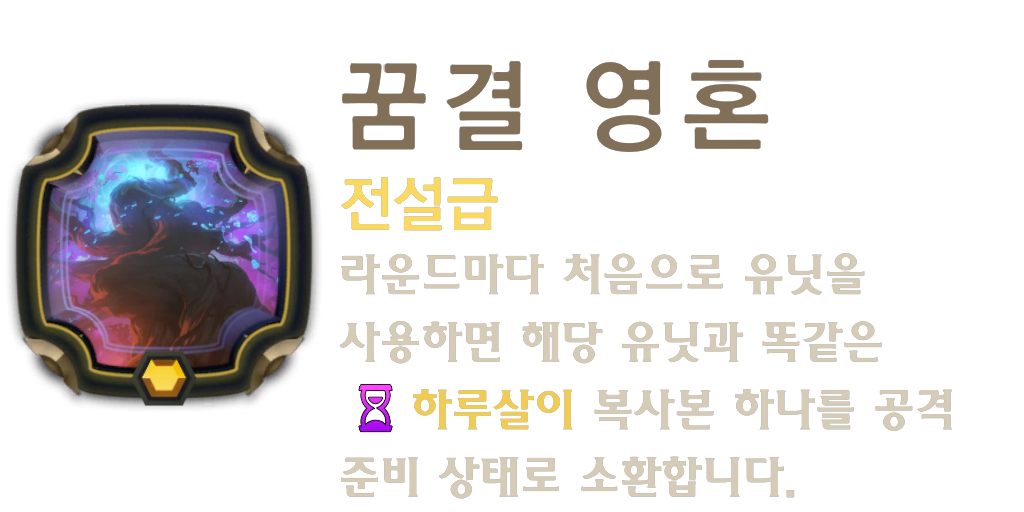 꿈결 영혼
전설급
라운드마다 처음으로 유닛을
사용하면 해당 유닛과 똑같은
하루살이 복사본 하나를 공격
준비 상태로 소환합니다.